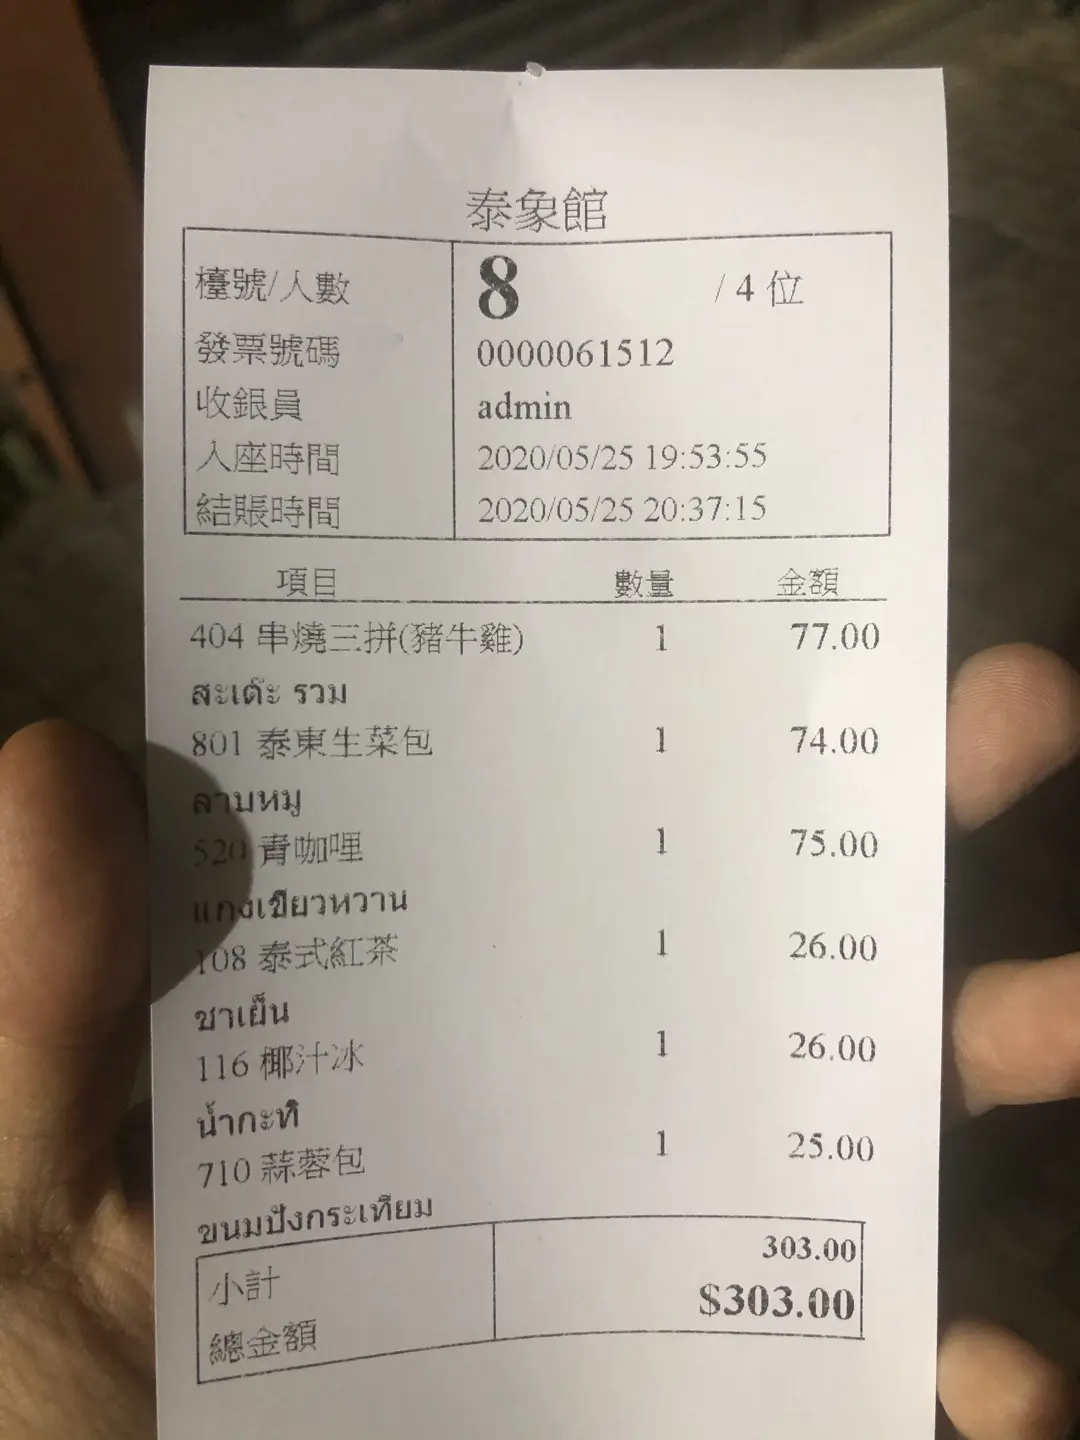 泰象館
檯號/人數 8 / 4 位
發票號碼 0000061512
收銀員 admin
入座時間 2020/05/25 19:53:55
結賬時間 2020/05/25 20:37:15
項目 數量 金額
404 串燒三拼(豬牛雞) 1 77.00
สะเต๊ะ รวม
801 泰東生菜包 1 74.00
ลาบหมู
520 青咖哩 1 75.00
แกงเขียวหวาน
108 泰式紅茶 1 26.00
ชาเย็น
116 椰汁冰 1 26.00
น้ำกะทิ
710 蒜蓉包 1 25.00
ขนมปังกระเทียม
小計 303.00
總金額 $303.00